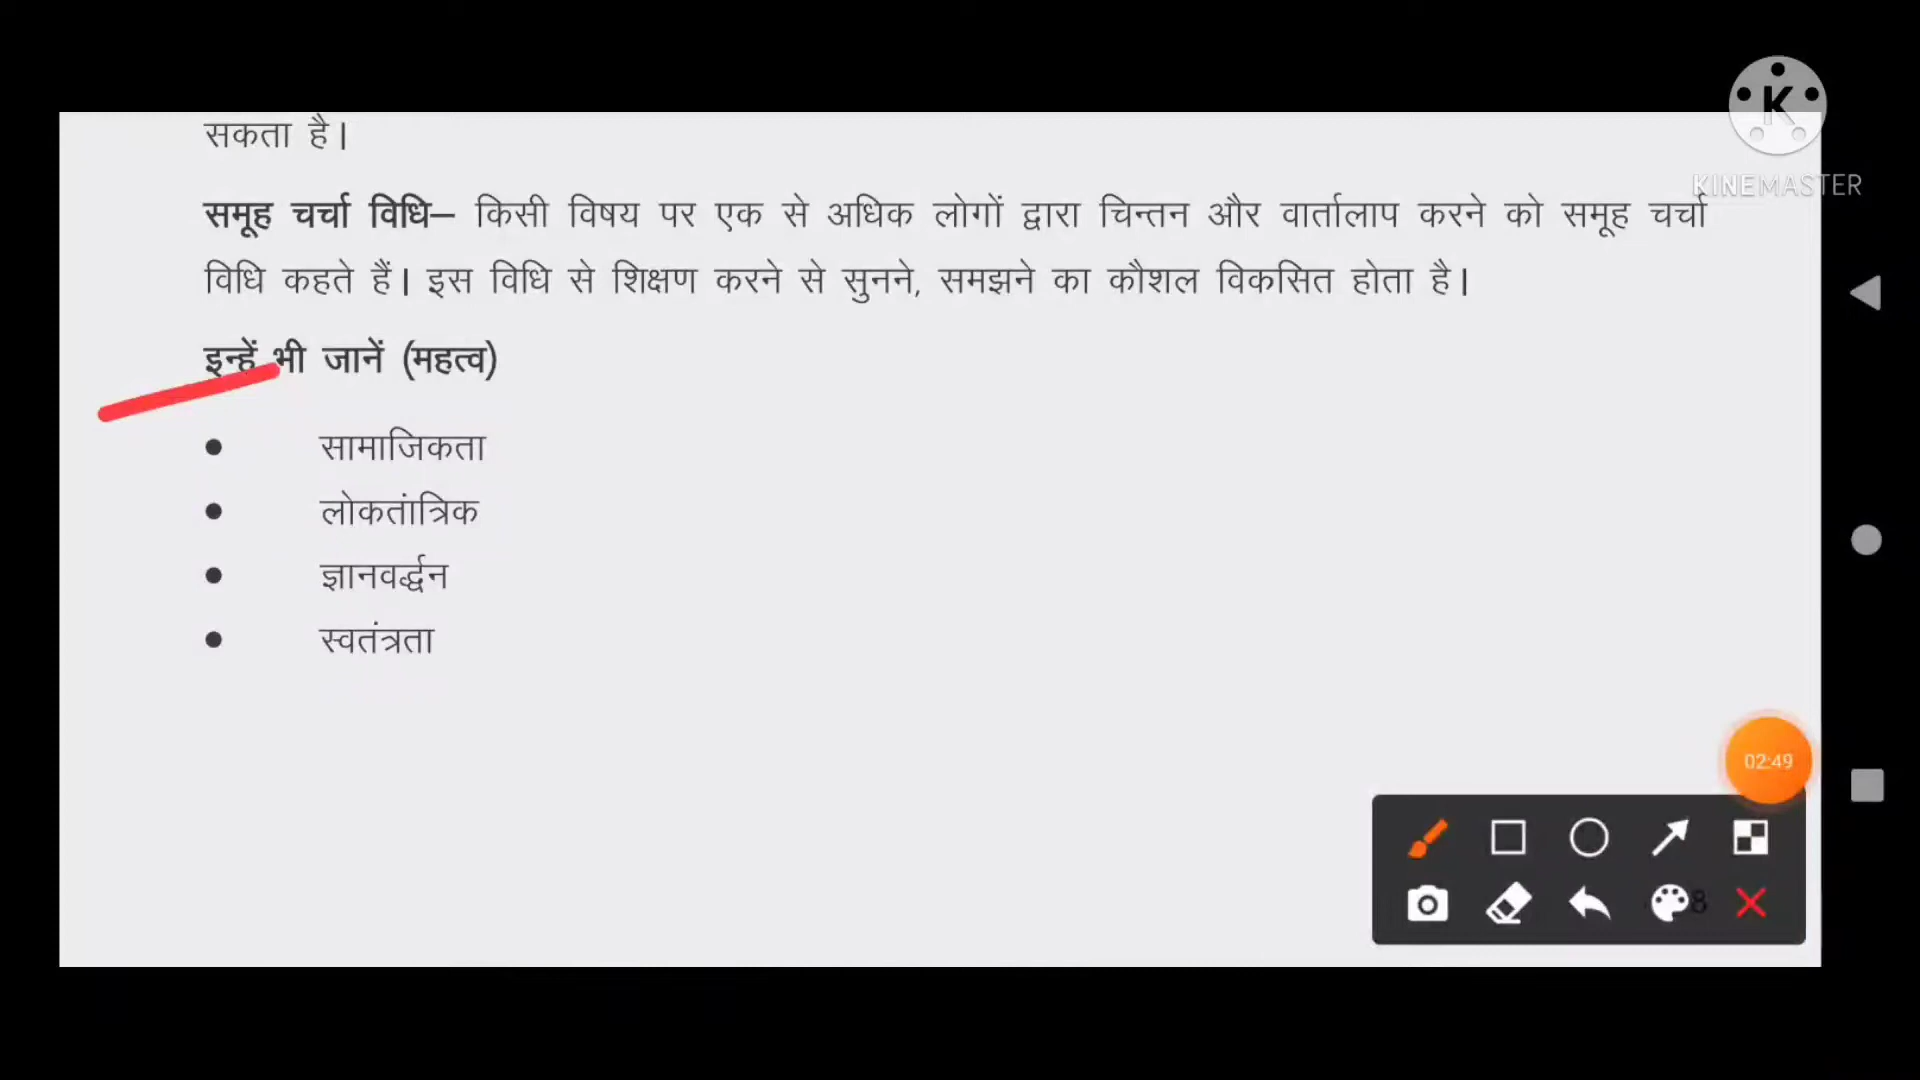 सकता है।
K
KINEMASTER
समूह चर्चा विधि– किसी विषय पर एक से अधिक लोगों द्वारा चिन्तन और वार्तालाप करने को समूह चर्चा
विधि कहते हैं। इस विधि से शिक्षण करने से सुनने, समझने का कौशल विकसित होता है।
इन्हें भी जानें (महत्व)
• सामाजिकता
• लोकतांत्रिक
• ज्ञानवर्द्धन
• स्वतंत्रता
02:49
8